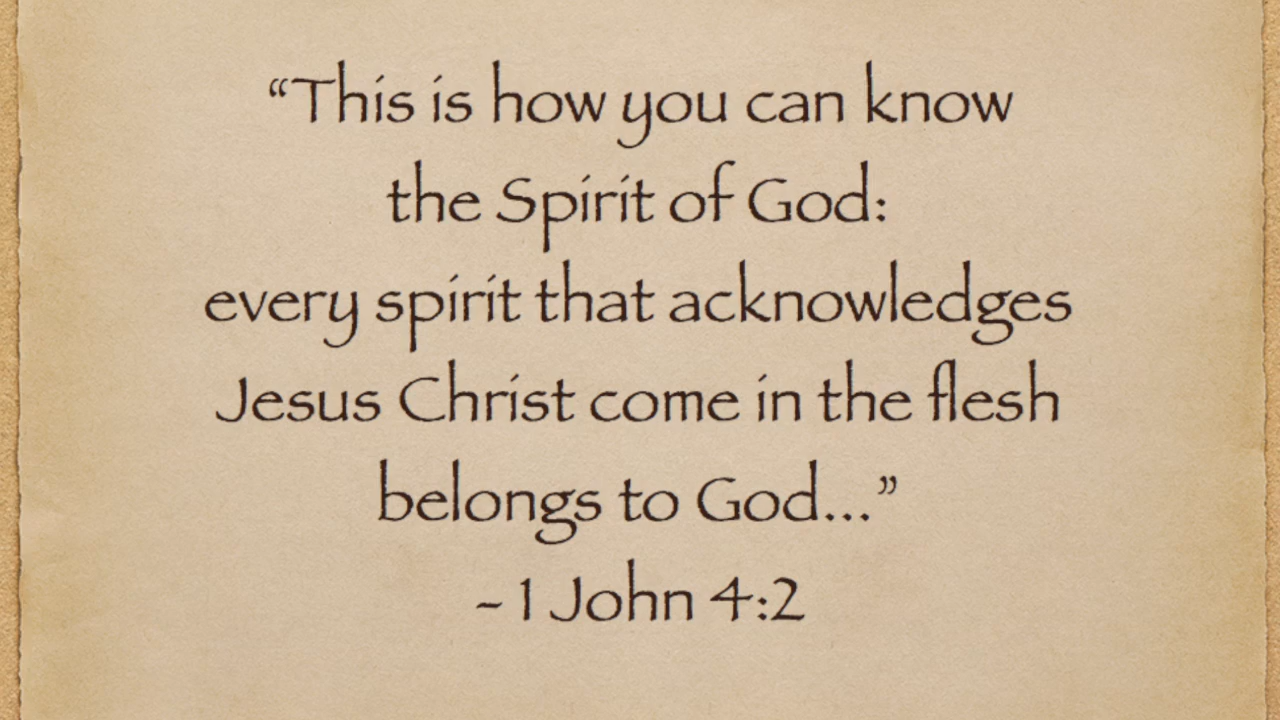 “This is how you can know
the Spirit of God:
every spirit that acknowledges
Jesus Christ come in the flesh
belongs to God...”
- 1 John 4:2